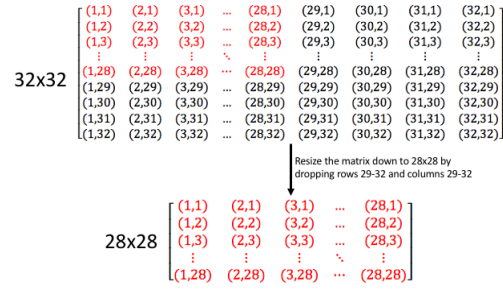 (1,1) (2,1) (3,1) … (28,1) (29,1) (30,1) (31,1) (32,1)
(1,2) (2,2) (3,2) … (28,2) (29,2) (30,2) (31,2) (32,2)
(1,3) (2,3) (3,3) … (28,3) (29,3) (30,3) (31,3) (32,3)
⋮ ⋮ ⋮ ⋱ ⋮ ⋮ ⋮ ⋮ ⋮
(1,28) (2,28) (3,28) … (28,28) (29,28) (30,28) (31,28) (32,28)
32x32
(1,29) (2,29) (3,29) … (28,29) (29,29) (30,29) (31,29) (32,29)
(1,30) (2,30) (3,30) … (28,30) (29,30) (30,30) (31,30) (32,30)
(1,31) (2,31) (3,31) … (28,31) (29,31) (30,31) (31,31) (32,31)
(1,32) (2,32) (3,32) … (28,32) (29,32) (30,32) (31,32) (32,32)
Resize the matrix down to 28x28 by
dropping rows 29-32 and columns 29-32
(1,1) (2,1) (3,1) … (28,1)
(1,2) (2,2) (3,2) … (28,2)
28x28
(1,3) (2,3) (3,3) … (28,3)
⋮ ⋮ ⋮ ⋱ ⋮
(1,28) (2,28) (3,28) … (28,28)